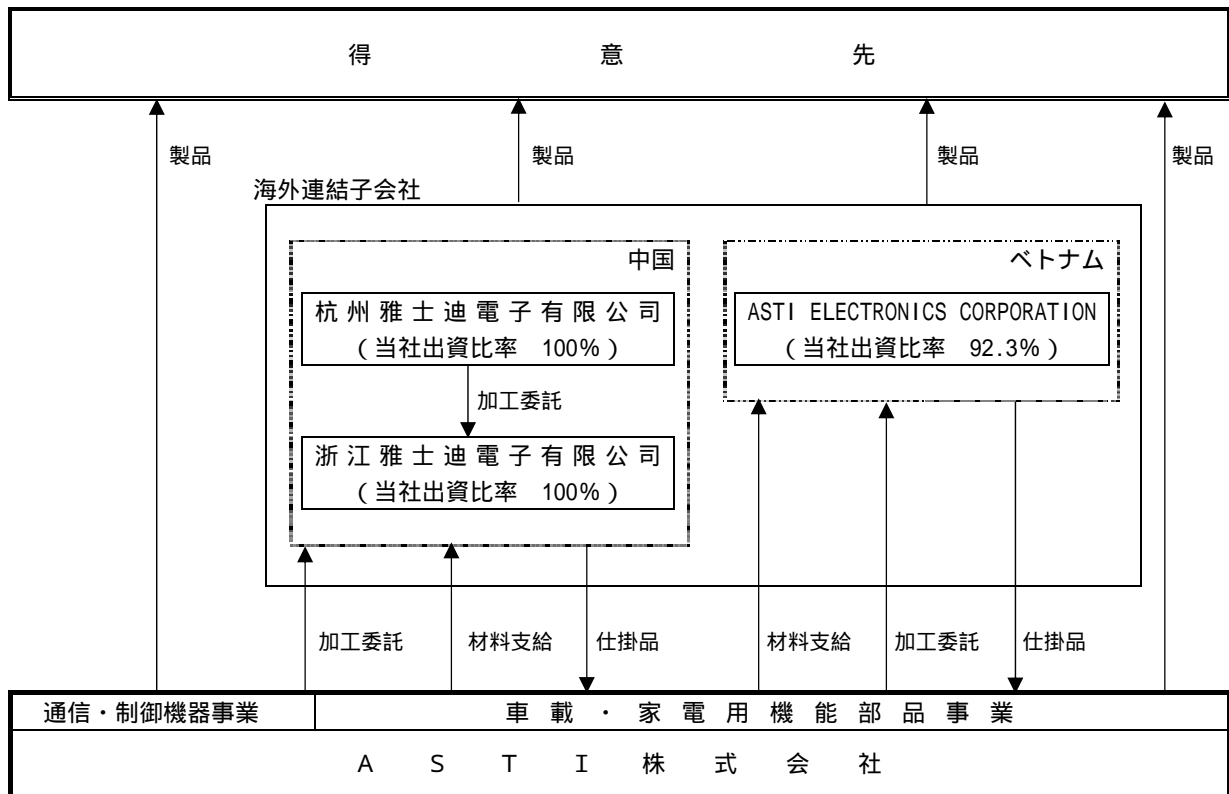 得 意 先
製品 製品 製品 製品
海外連結子会社
中国 ベトナム
杭州雅士迪電子有限公司 ASTI ELECTRONICS CORPORATION
（当社出資比率 100%） （当社出資比率 92.3%）
加工委託
浙江雅士迪電子有限公司
（当社出資比率 100%）
加工委託 材料支給 仕掛品 材料支給 加工委託 仕掛品
通信・制御機器事業 車載・家電用機能部品事業
ＡＳＴＩ株式会社